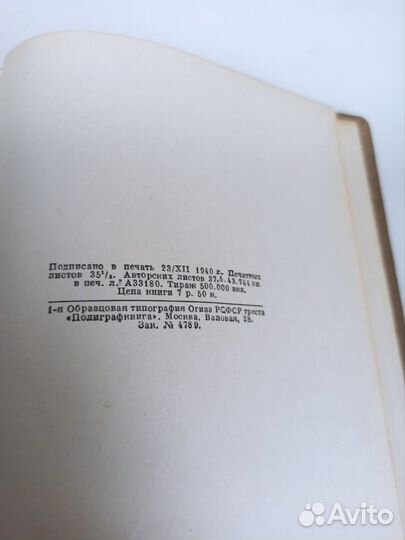 Подписано в печать 23/XII 1940 г. Печатных
листов 35¹/₂. Авторских листов 37,5. 43.744 зн.
в печ. л. А33180. Тираж 500.000 экз.
Цена книги 7 р. 50 к.
1-я Образцовая типография Огиза РСФСР треста
«Полиграфкнига». Москва, Валовая, 28.
Зак. № 4789.
Avito